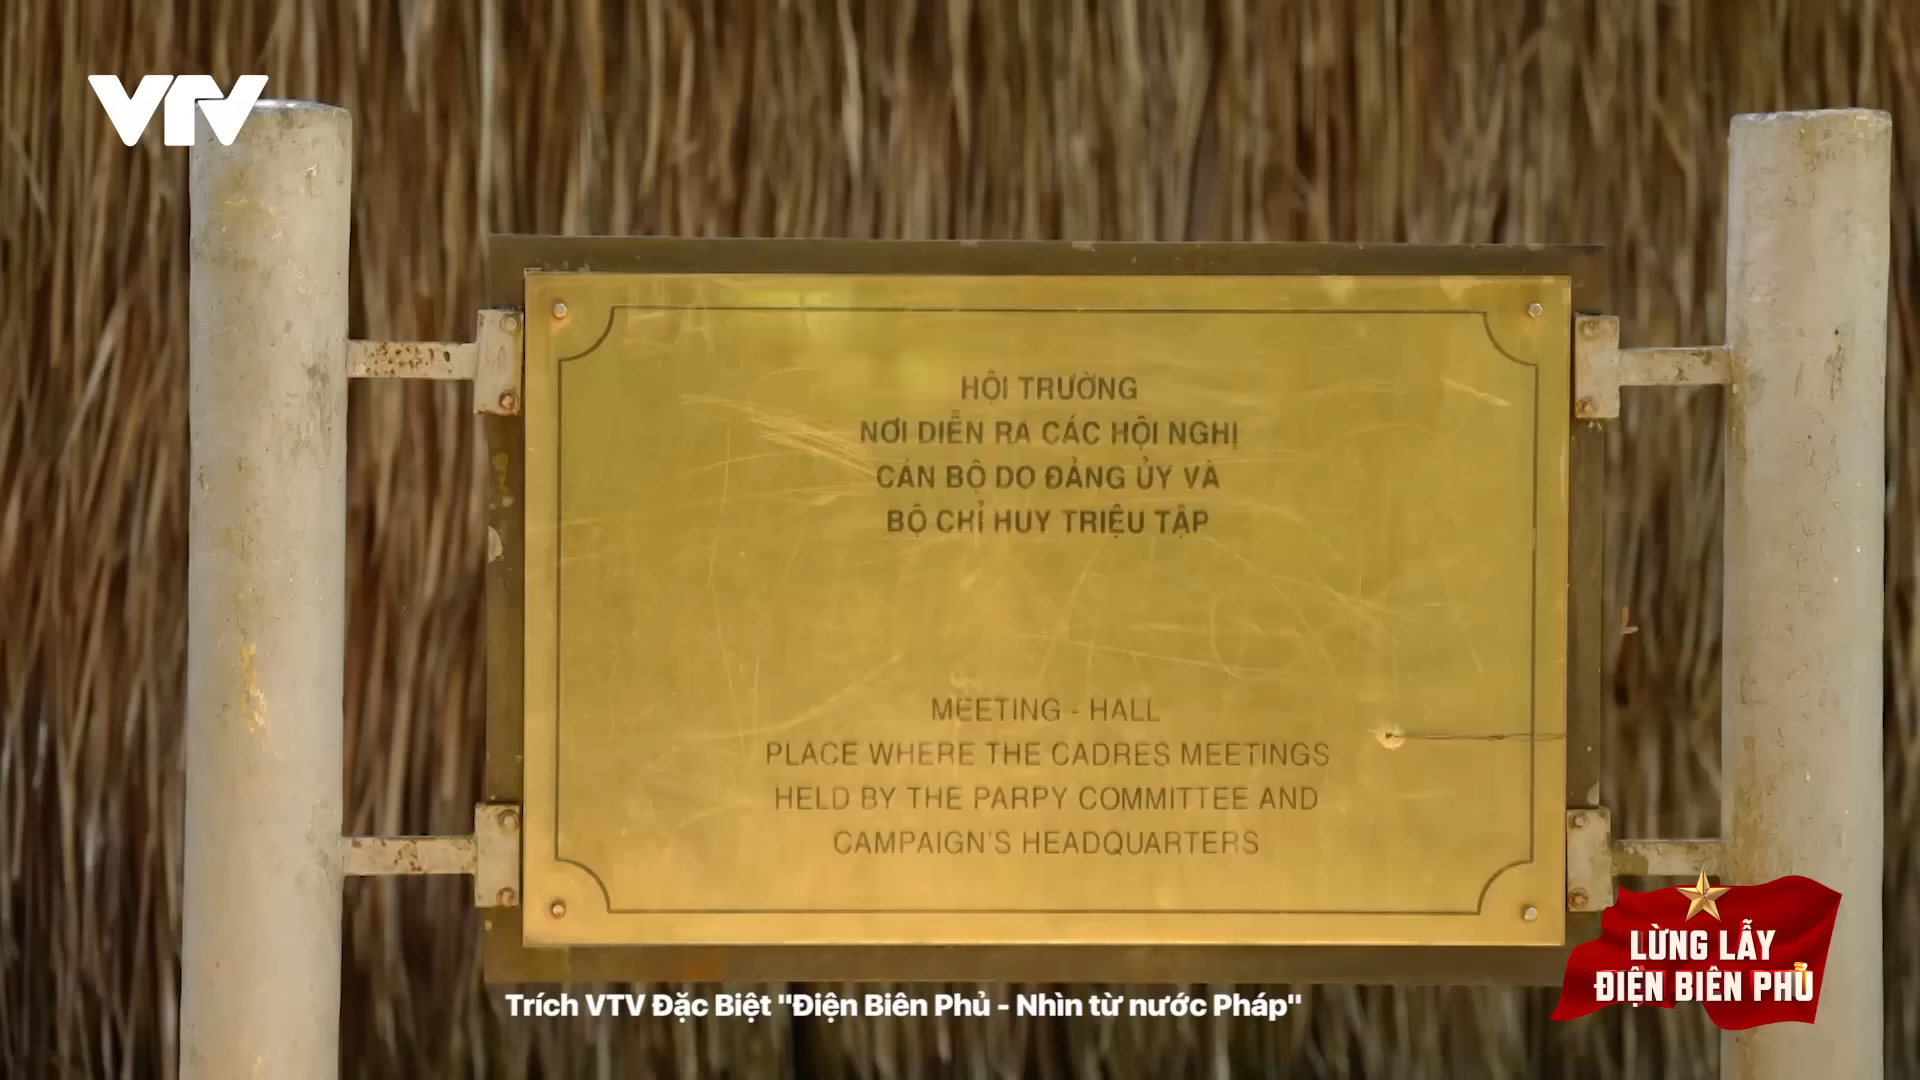 VTV
HỘI TRƯỜNG
NƠI DIỄN RA CÁC HỘI NGHỊ
CÁN BỘ DO ĐẢNG ỦY VÀ
BỘ CHỈ HUY TRIỆU TẬP
MEETING - HALL
PLACE WHERE THE CADRES MEETINGS
HELD BY THE PARPY COMMITTEE AND
CAMPAIGN'S HEADQUARTERS
LỪNG LẪY
ĐIỆN BIÊN PHỦ
Trích VTV Đặc Biệt "Điện Biên Phủ - Nhìn từ nước Pháp"